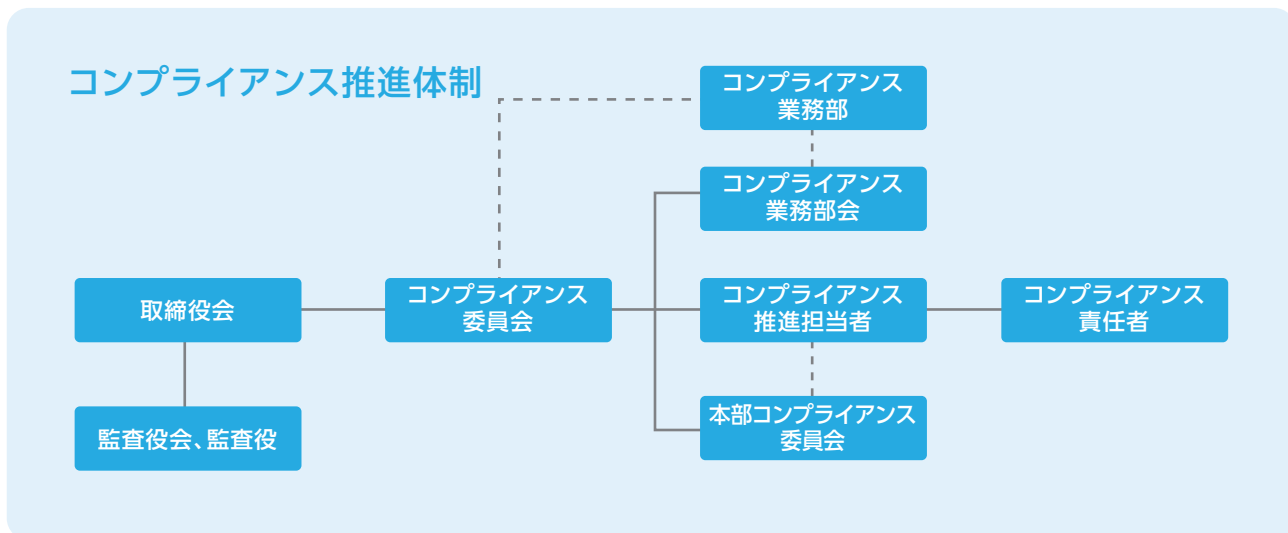 コンプライアンス推進体制
コンプライアンス
業務部
コンプライアンス
業務部会
取締役会
コンプライアンス
委員会
コンプライアンス
推進担当者
コンプライアンス
責任者
監査役会、監査役
本部コンプライアンス
委員会